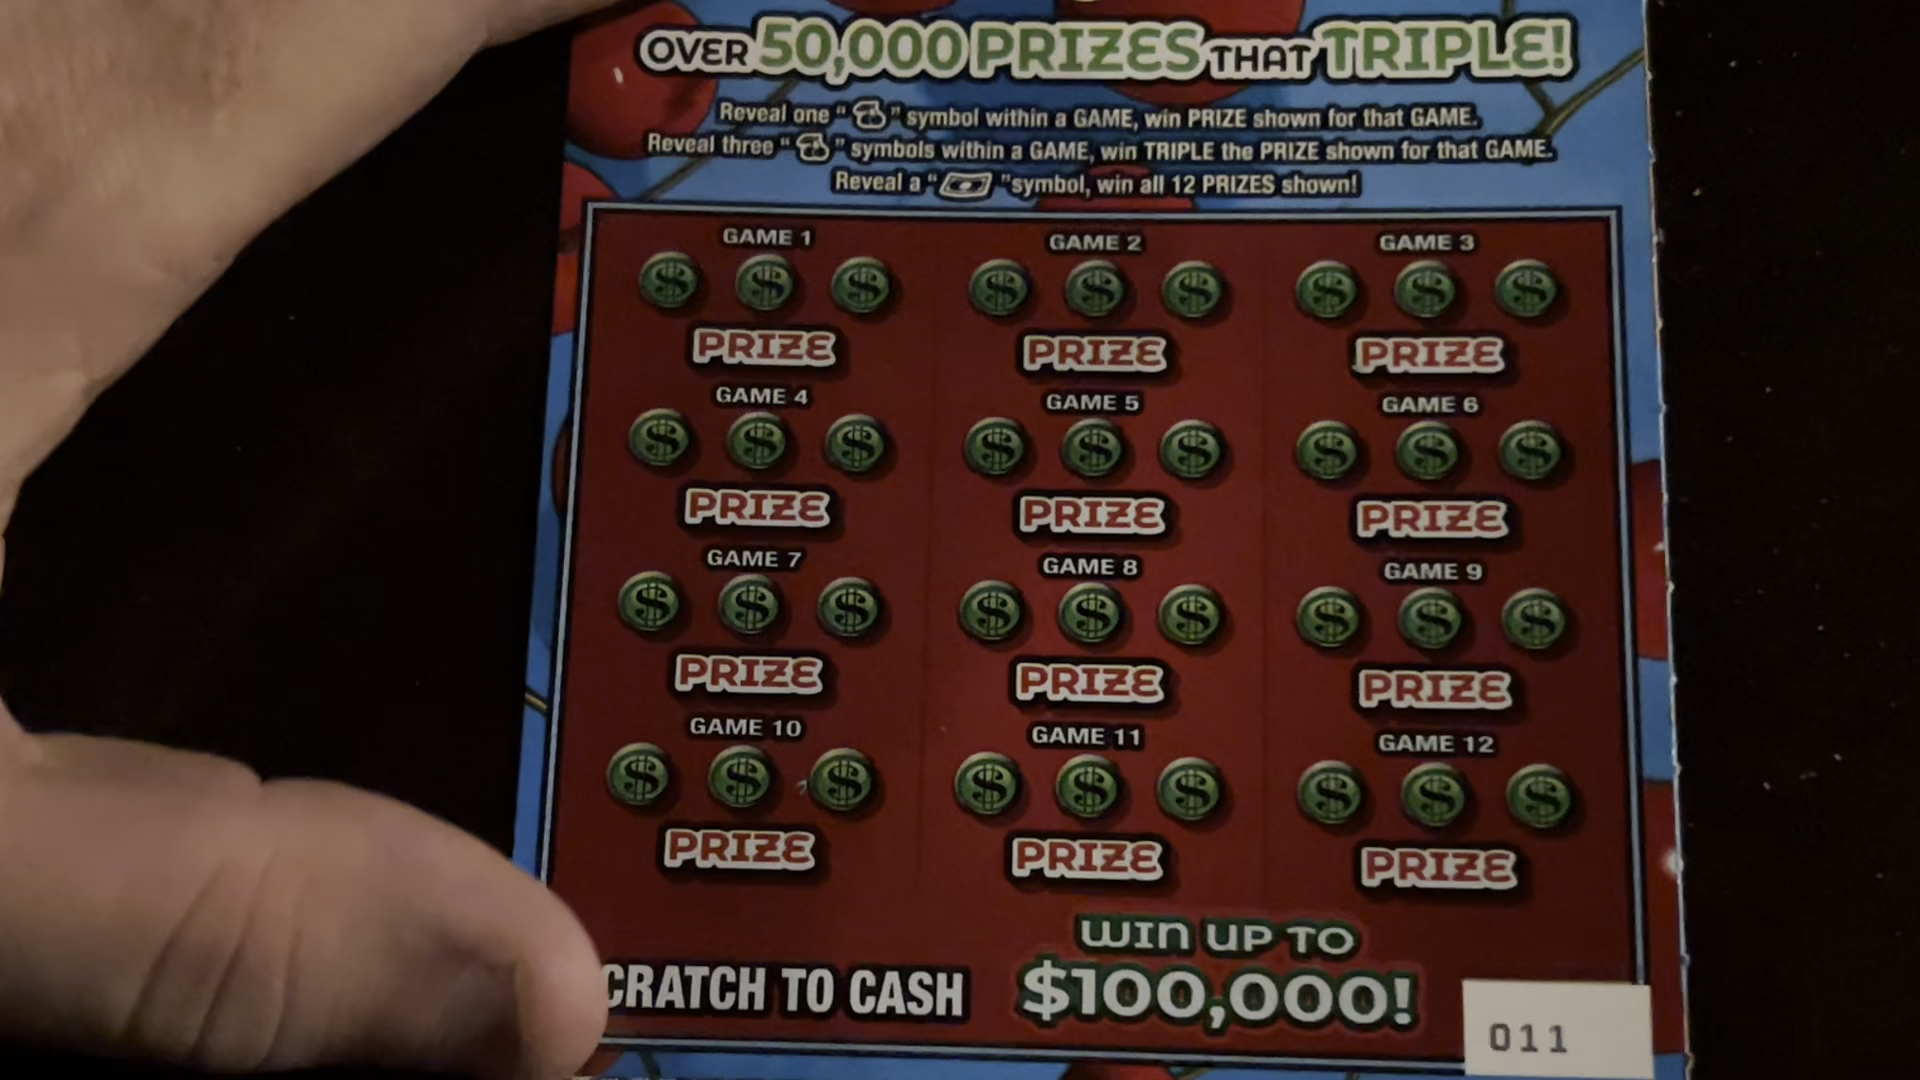 OVER 50,000 PRIZES THAT TRIPLE!
Reveal one " " symbol within a GAME, win PRIZE shown for that GAME.
Reveal three " " symbols within a GAME, win TRIPLE the PRIZE shown for that GAME.
Reveal a " " symbol, win all 12 PRIZES shown!
GAME 1 GAME 2 GAME 3
$ $ $ $ $ $ $ $ $
PRIZE PRIZE PRIZE
GAME 4 GAME 5 GAME 6
$ $ $ $ $ $ $ $ $
PRIZE PRIZE PRIZE
GAME 7 GAME 8 GAME 9
$ $ $ $ $ $ $ $ $
PRIZE PRIZE PRIZE
GAME 10 GAME 11 GAME 12
$ $ $ $ $ $ $ $ $
PRIZE PRIZE PRIZE
WIN UP TO
CRATCH TO CASH $100,000!
011